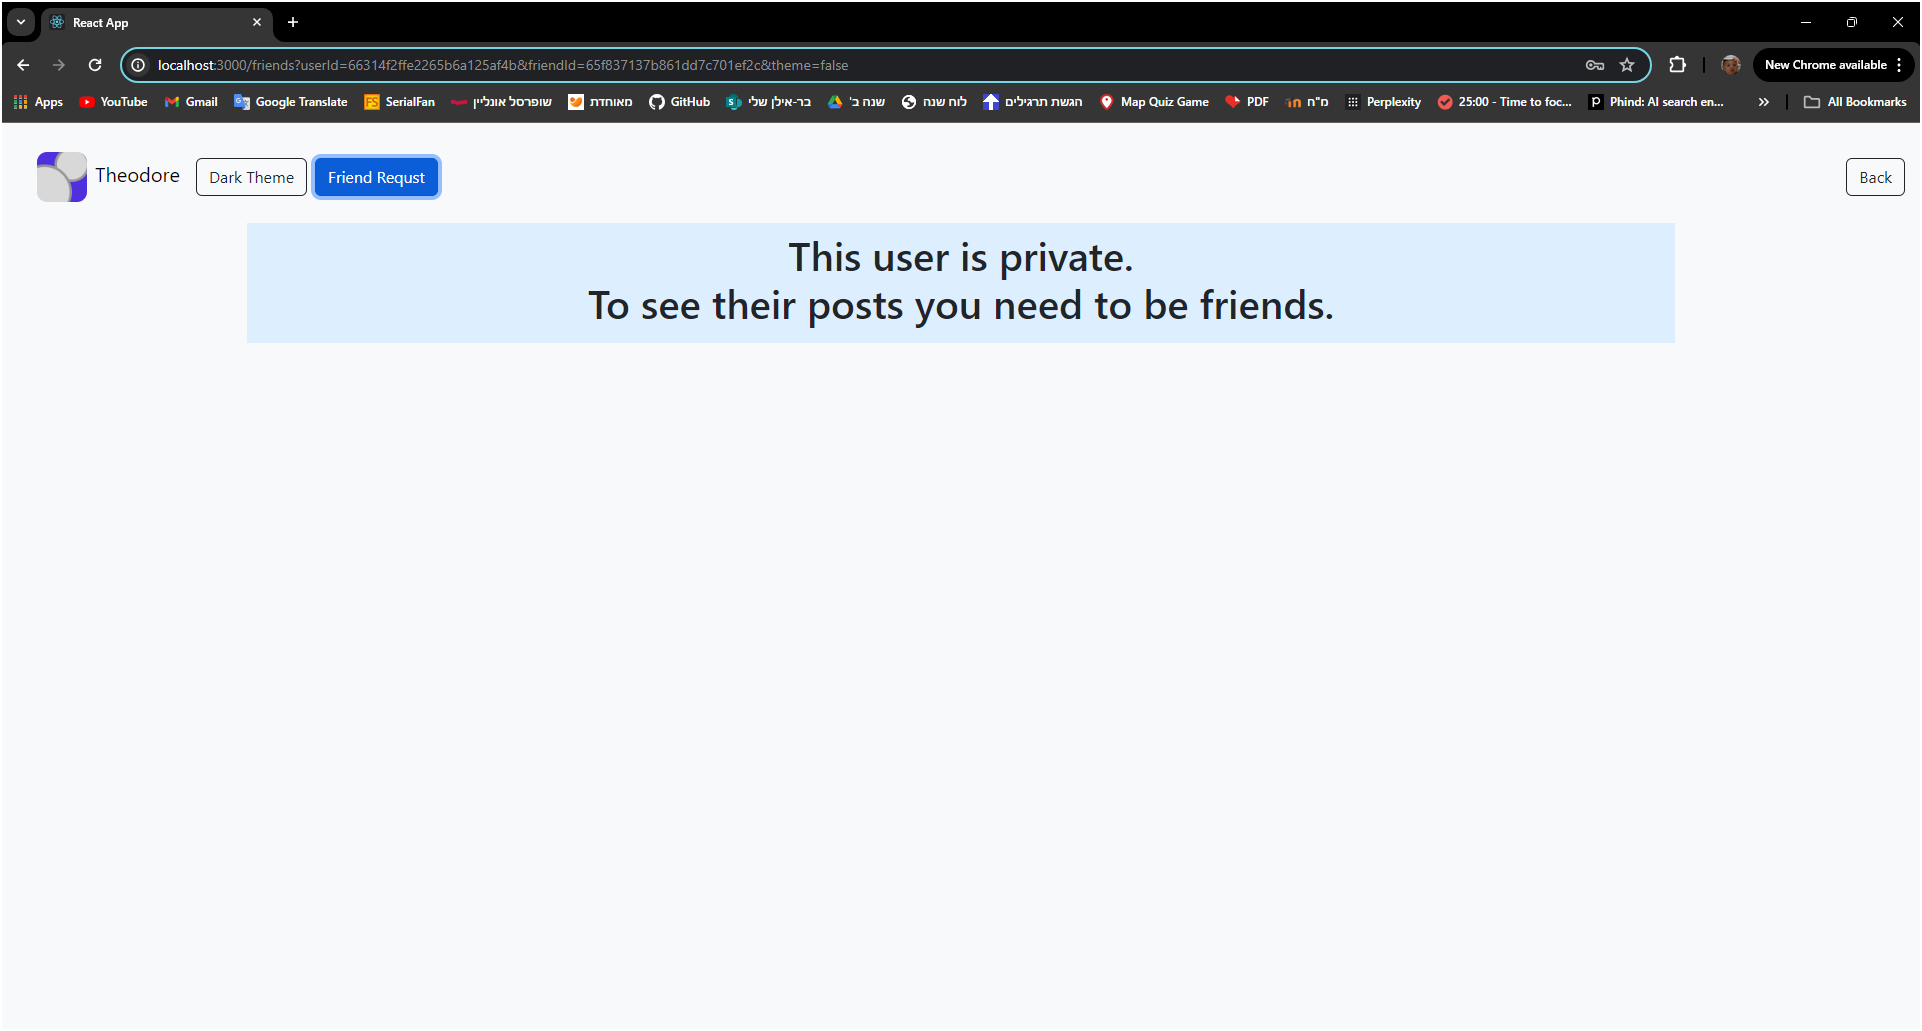 React App
localhost:3000/friends?userId=66314f2ffe2265b6a125af4b&friendId=65f837137b861dd7c701ef2c&theme=false
New Chrome available
Apps YouTube Gmail Google Translate FS SerialFan שופרסל אונליין מאוחדת GitHub S בר-אילן שלי שנה ב' לוח שנה הגשת תרגילים Map Quiz Game PDF מ"ח Perplexity 25:00 - Time to foc... p Phind: AI search en... » All Bookmarks
Theodore Dark Theme Friend Requst Back
This user is private.
To see their posts you need to be friends.